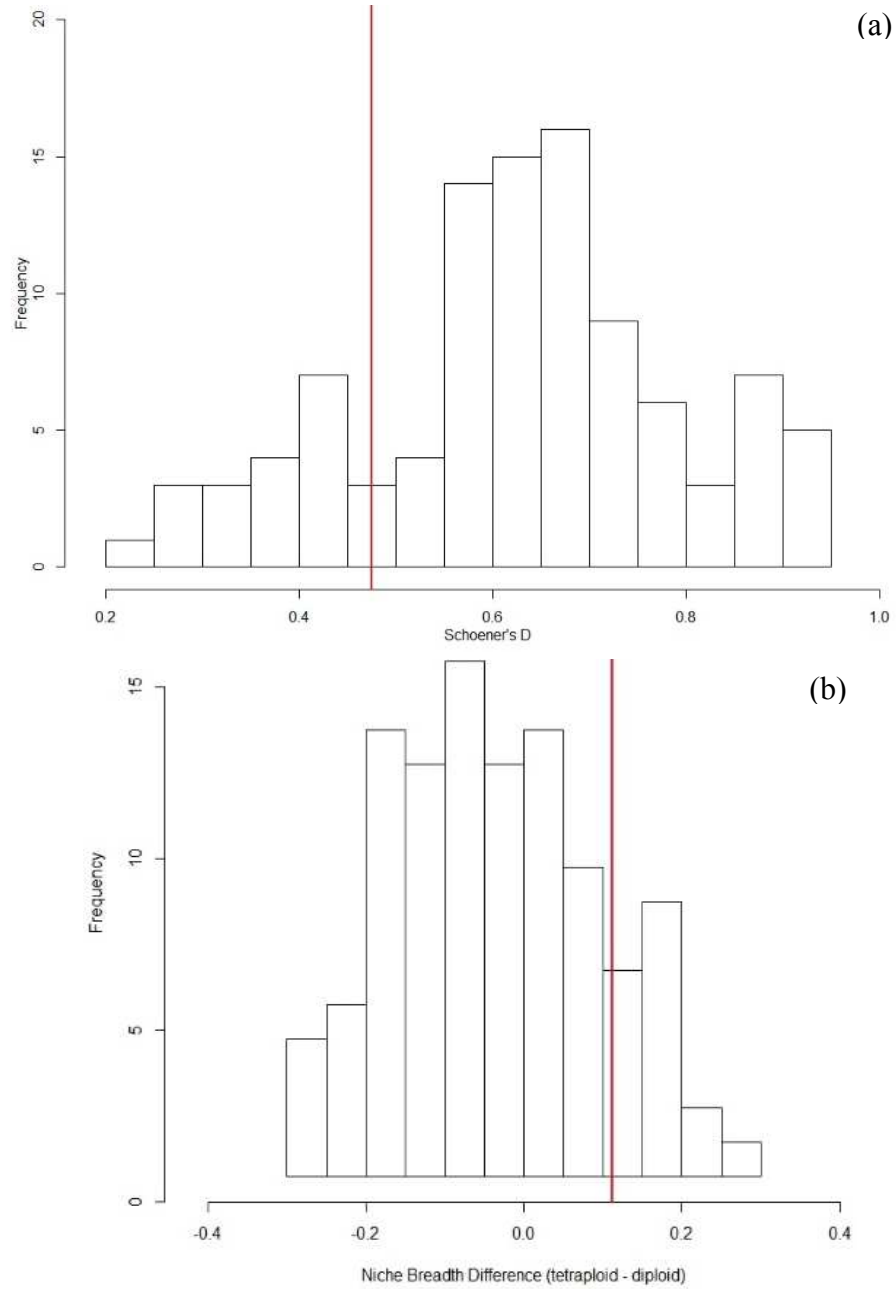 (a)
20
15
10
5
0
Frequency
0.2 0.4 0.6 0.8 1.0
Schoener's D
(b)
15
10
5
0
Frequency
-0.4 -0.2 0.0 0.2 0.4
Niche Breadth Difference (tetraploid - diploid)